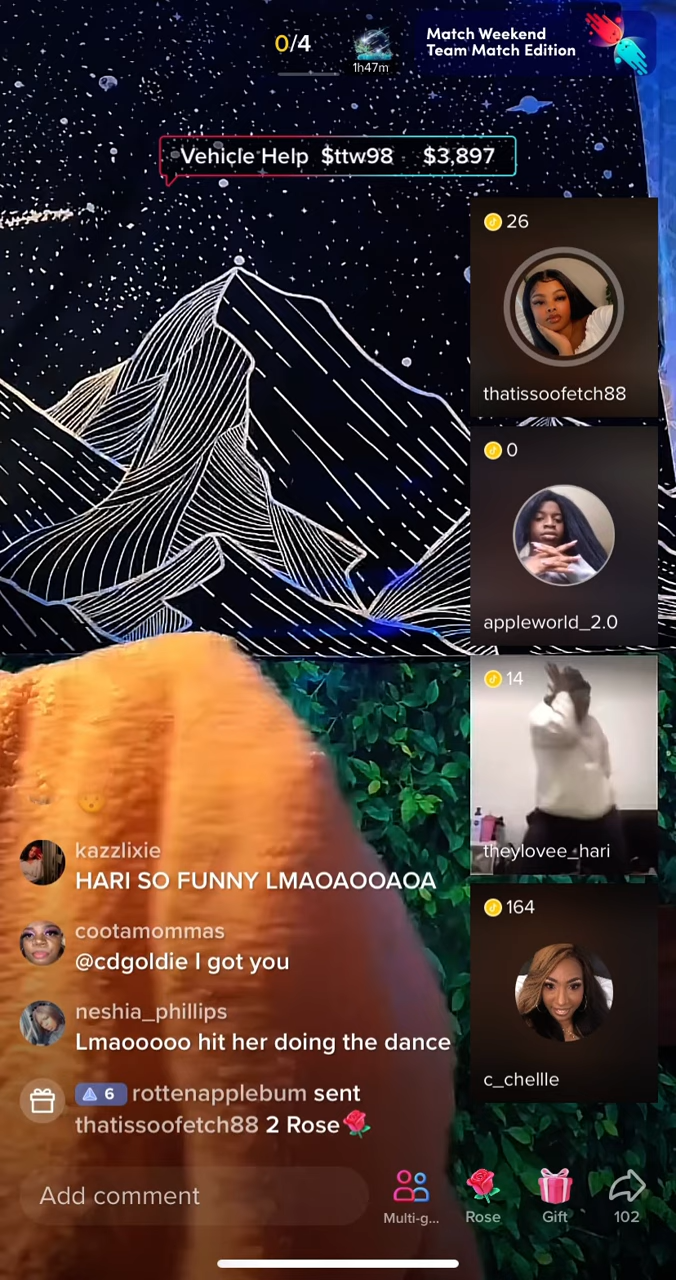 0/4
1h47m
Match Weekend
Team Match Edition
Vehicle Help $ttw98 $3,897
26
thatissoofetch88
0
appleworld_2.0
14
theylovee_hari
164
c_chellle
kazzlixie
HARI SO FUNNY LMAOAOOAOA
cootamommas
@cdgoldie I got you
neshia_phillips
Lmaooooo hit her doing the dance
6 rottenapplebum sent
thatissoofetch88 2 Rose🌹
Add comment
Multi-g...
Rose
Gift
102